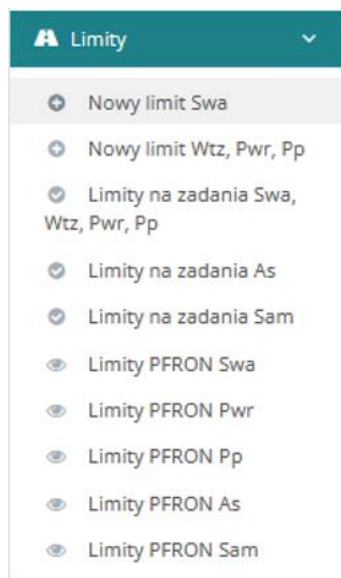 Limity
Nowy limit Swa
Nowy limit Wtz, Pwr, Pp
Limity na zadania Swa,
Wtz, Pwr, Pp
Limity na zadania As
Limity na zadania Sam
Limity PFRON Swa
Limity PFRON Pwr
Limity PFRON Pp
Limity PFRON As
Limity PFRON Sam